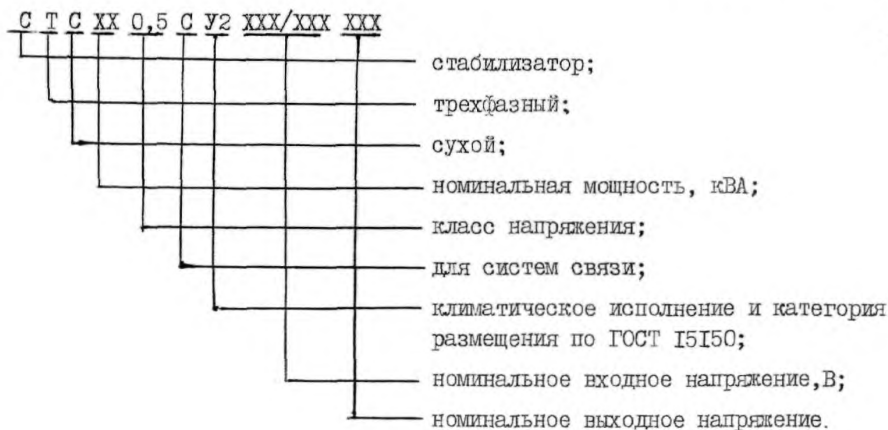 С Т С ХХ 0,5 С У2 ХХХ/ХХХ ХХХ
стабилизатор;
трехфазный;
сухой;
номинальная мощность, кВА;
класс напряжения;
для систем связи;
климатическое исполнение и категория
размещения по ГОСТ I5I50;
номинальное входное напряжение,В;
номинальное выходное напряжение.